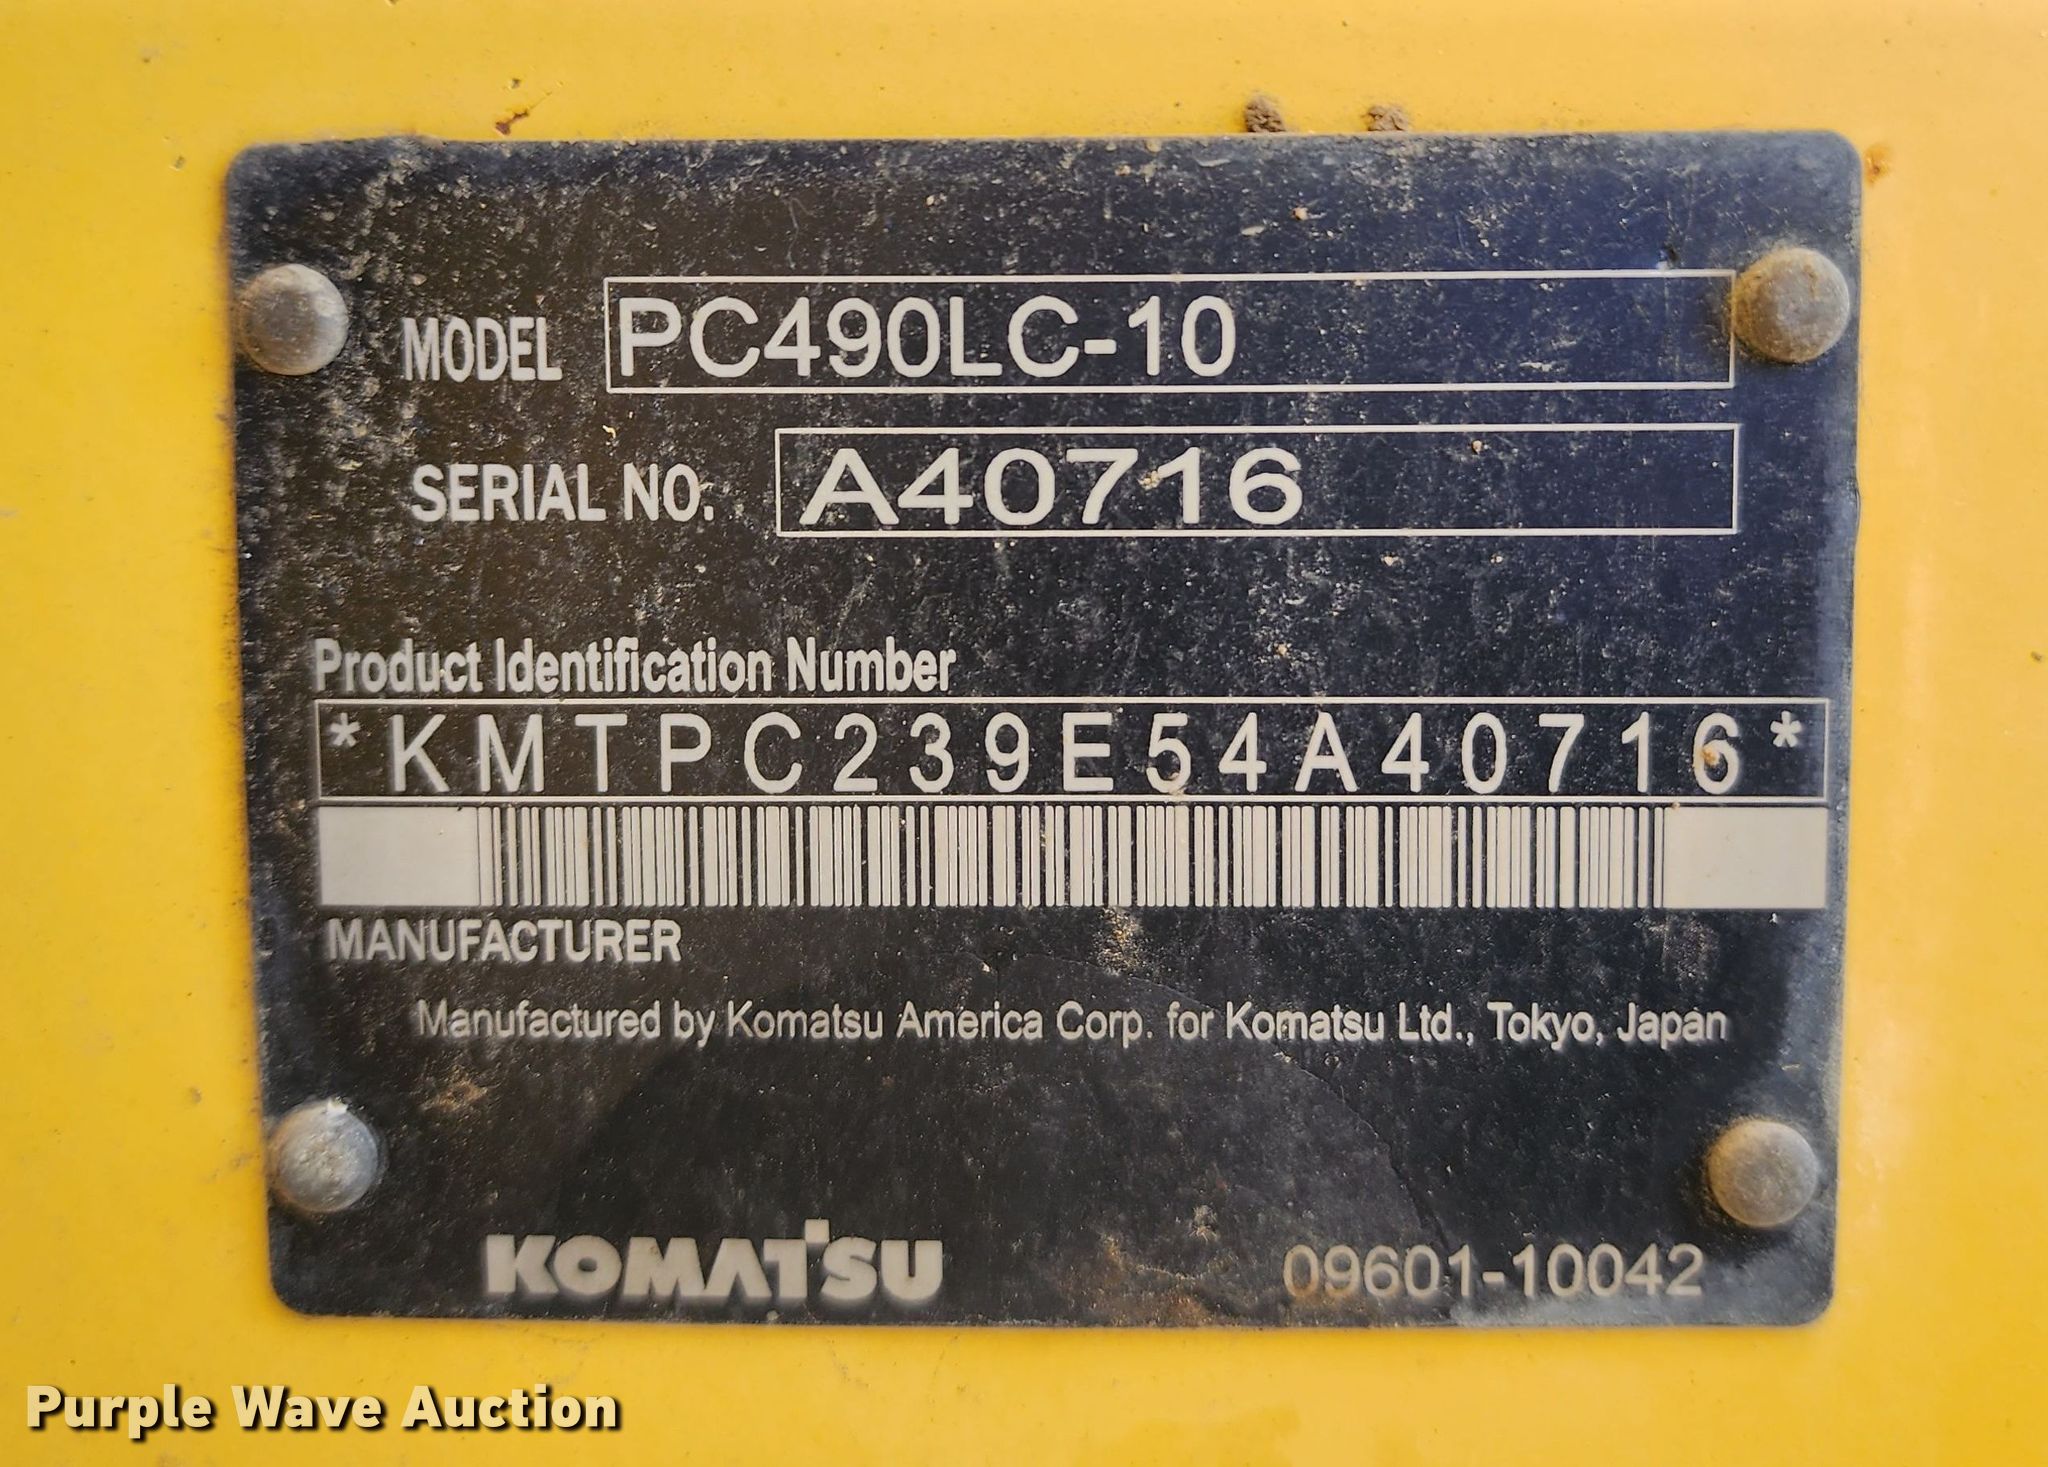 MODEL PC490LC-10
SERIAL NO. A40716
Product Identification Number
*KMTPC239E54A40716*
MANUFACTURER
Manufactured by Komatsu America Corp. for Komatsu Ltd., Tokyo, Japan
KOMATSU 09601-10042
Purple Wave Auction